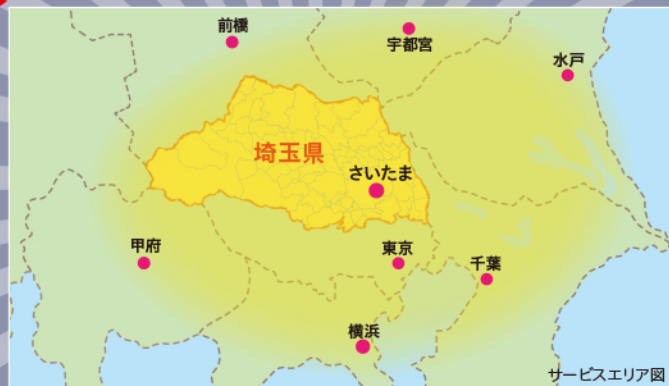 前橋
宇都宮
水戸
埼玉県
さいたま
甲府
東京
千葉
横浜
サービスエリア図